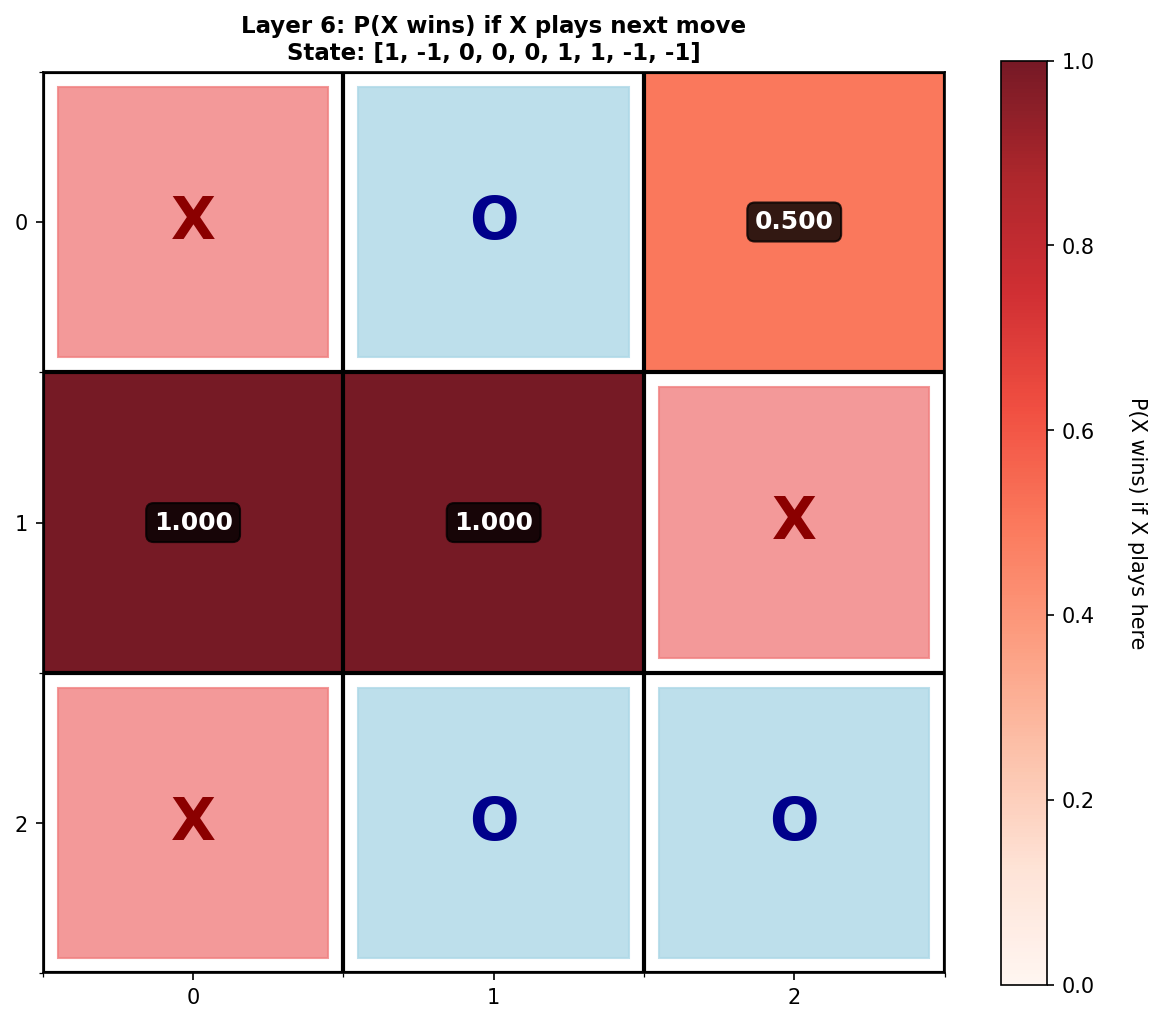 Layer 6: P(X wins) if X plays next move
State: [1, -1, 0, 0, 0, 1, 1, -1, -1]
0
X
O
0.500
1
1.000
1.000
X
2
X
O
O
0
1
2
1.0
0.8
0.6
0.4
0.2
0.0
P(X wins) if X plays here